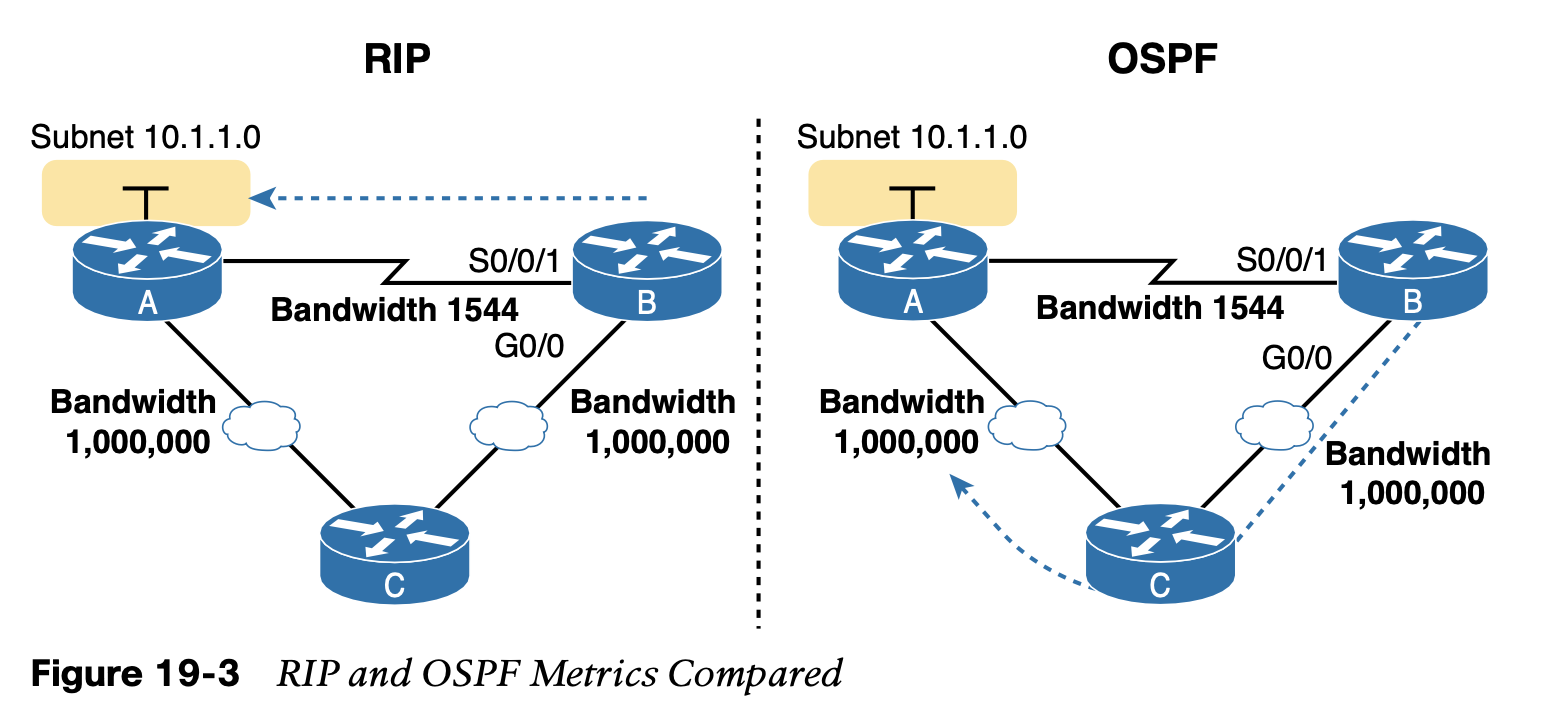 RIP
Subnet 10.1.1.0
S0/0/1
A
B
Bandwidth 1544
G0/0
Bandwidth
1,000,000
Bandwidth
1,000,000
C
OSPF
Subnet 10.1.1.0
S0/0/1
A
B
Bandwidth 1544
G0/0
Bandwidth
1,000,000
Bandwidth
1,000,000
C
Figure 19-3 RIP and OSPF Metrics Compared